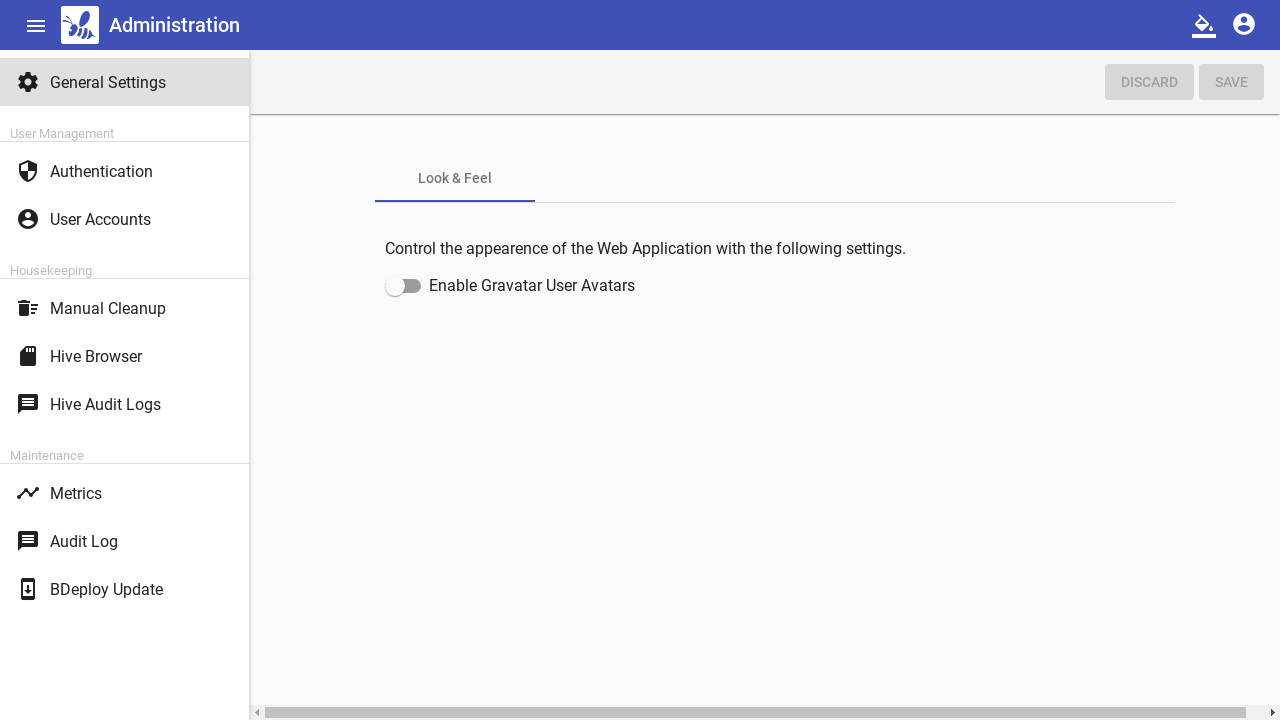 Administration
General Settings
DISCARD
SAVE
User Management
Authentication
User Accounts
Housekeeping
Manual Cleanup
Hive Browser
Hive Audit Logs
Maintenance
Metrics
Audit Log
BDeploy Update
Look & Feel
Control the appearence of the Web Application with the following settings.
Enable Gravatar User Avatars